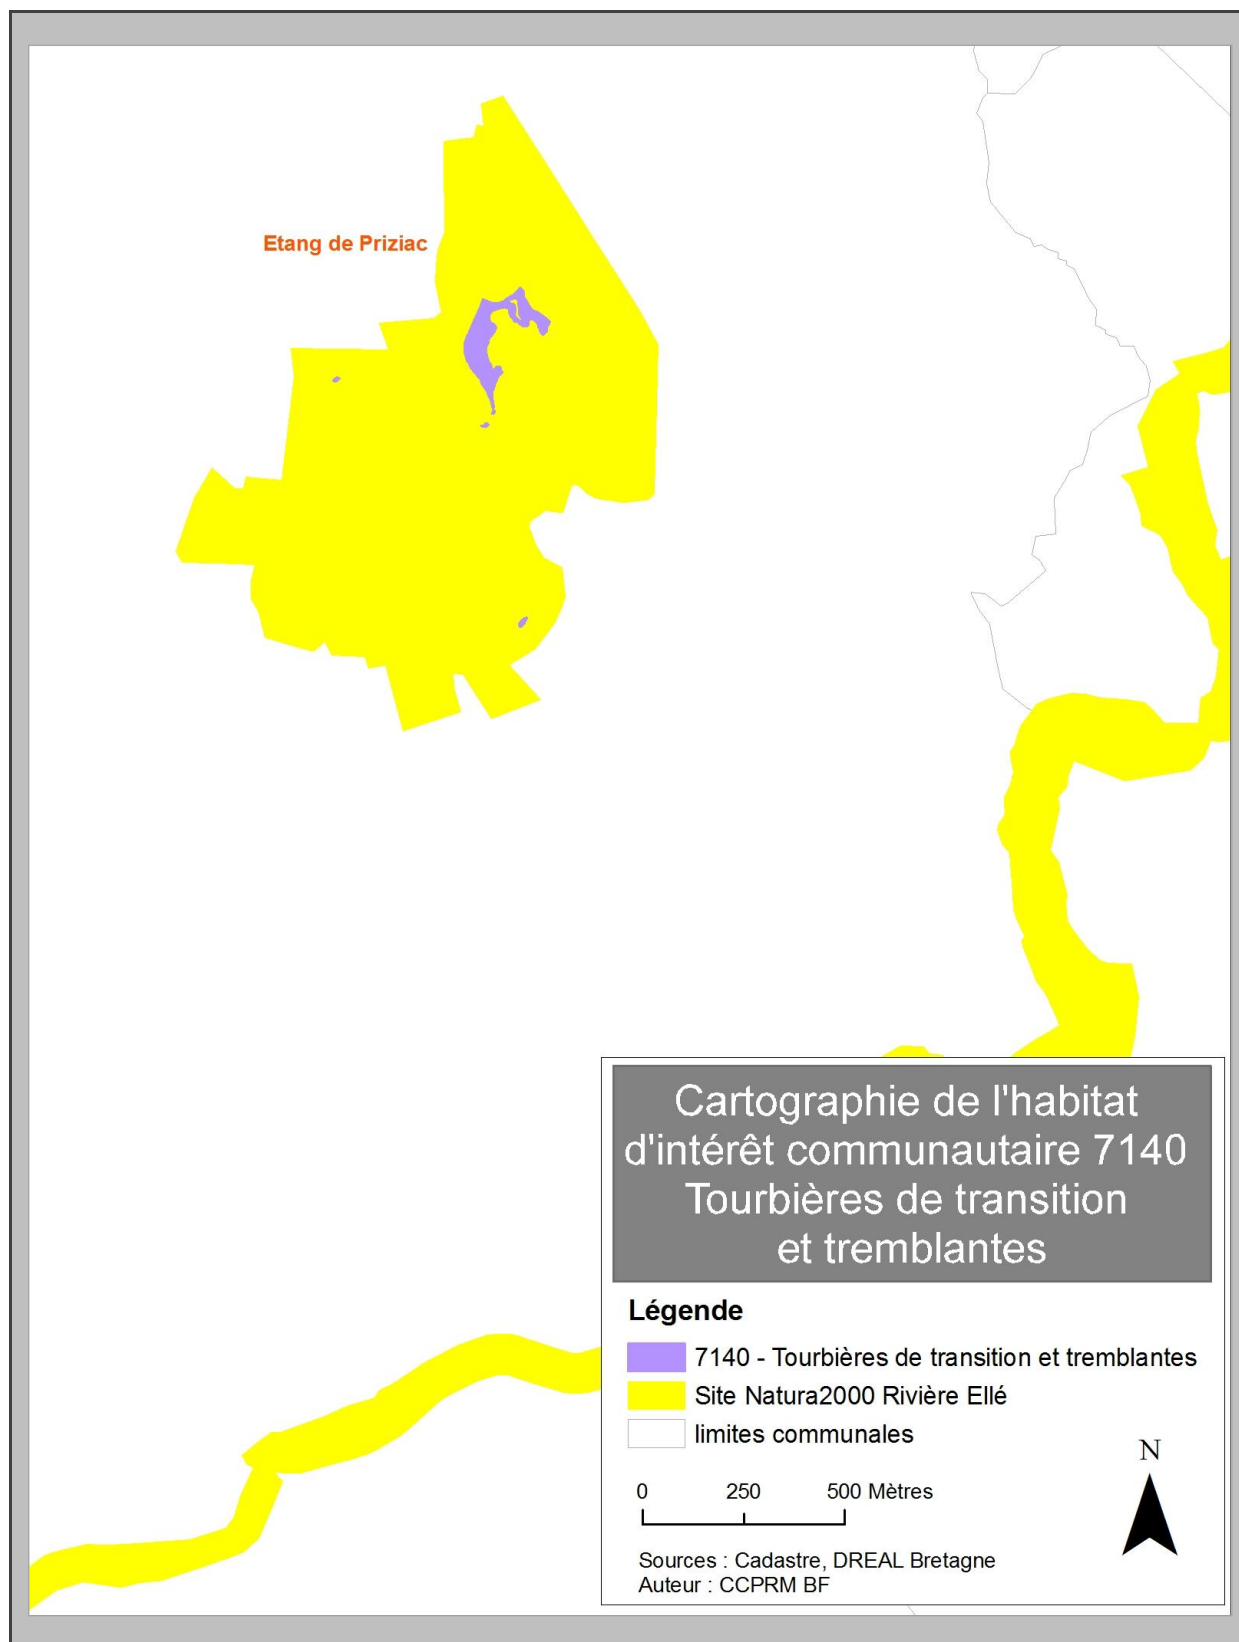 Etang de Priziac
Cartographie de l'habitat
d'intérêt communautaire 7140
Tourbières de transition
et tremblantes
Légende
7140 - Tourbières de transition et tremblantes
Site Natura2000 Rivière Ellé
limites communales
N
0 250 500 Mètres
Sources : Cadastre, DREAL Bretagne
Auteur : CCPRM BF